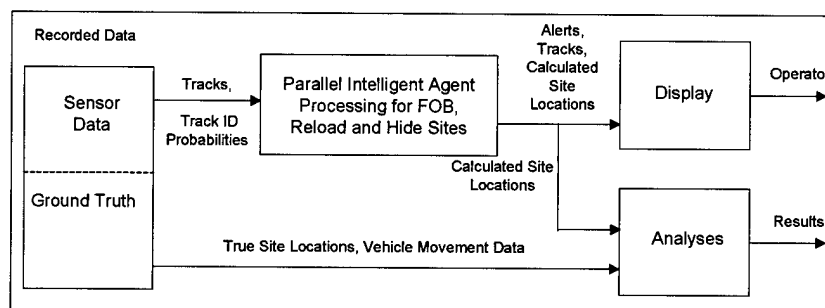 Recorded Data
Sensor
Data
Ground Truth
Tracks,
Track ID
Probabilities
Parallel Intelligent Agent
Processing for FOB,
Reload and Hide Sites
Alerts,
Tracks,
Calculated
Site
Locations
Display
Operato
Calculated Site
Locations
True Site Locations, Vehicle Movement Data
Analyses
Results